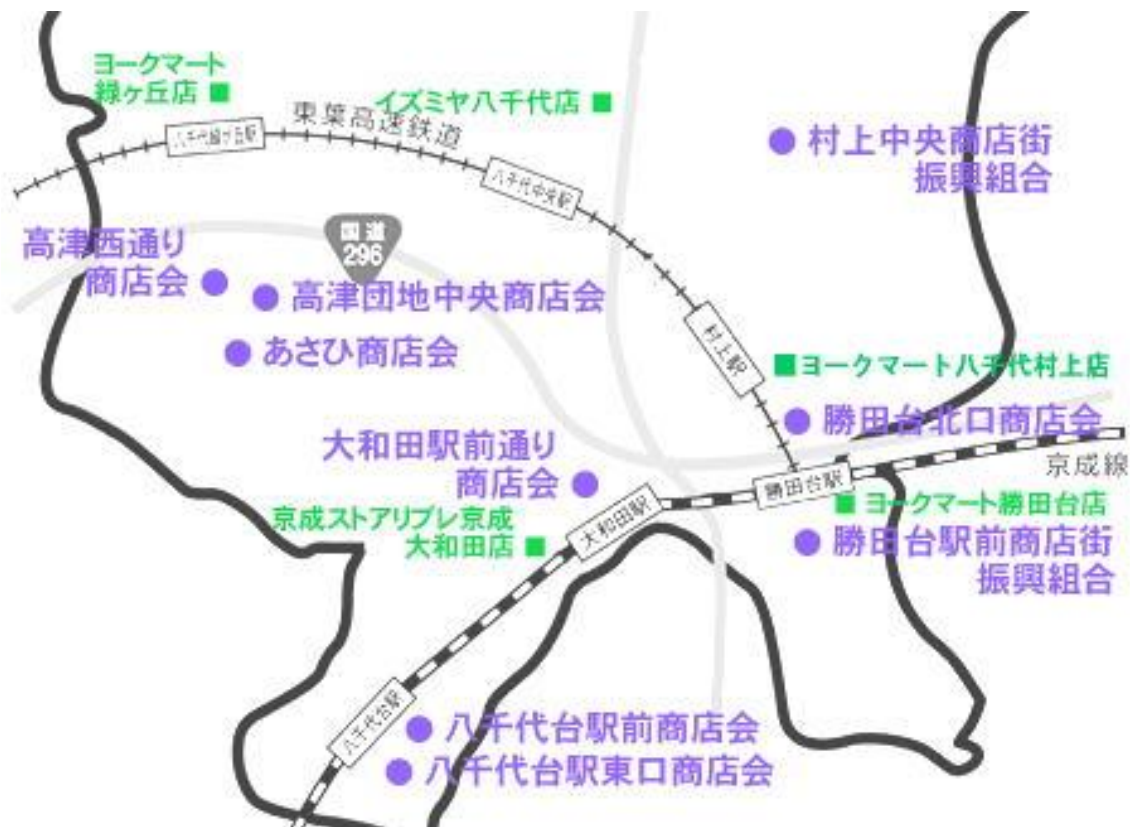 ヨークマート
緑ヶ丘店
イズミヤ八千代店
東葉高速鉄道
八千代緑が丘駅
八千代中央駅
村上中央商店街
振興組合
国道
296
高津西通り
商店会
高津団地中央商店会
あさひ商店会
村上駅
ヨークマート八千代村上店
勝田台北口商店会
大和田駅前通り
商店会
京成線
勝田台駅
ヨークマート勝田台店
京成ストアリブレ京成
大和田店
大和田駅
勝田台駅前商店街
振興組合
八千代台駅
八千代台駅前商店会
八千代台駅東口商店会